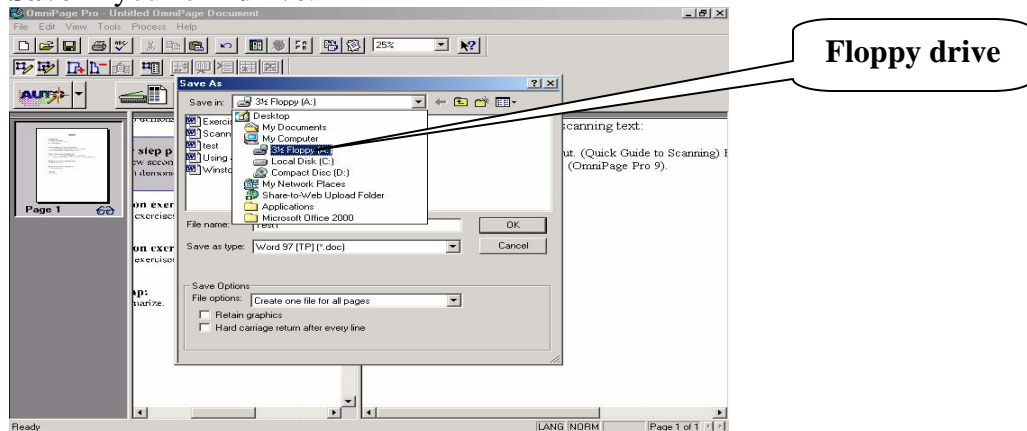 OmniPage Pro - Untitled OmniPage Document
File Edit View Tools Process Help
25%
AUTO
Floppy drive
Save As
Save in: 3½ Floppy (A:)
Desktop
My Documents
My Computer
3½ Floppy
Local Disk (C:)
Compact Disc (D:)
My Network Places
Share-to-Web Upload Folder
Applications
Microsoft Office 2000
test
Using
File name:
OK
Save as type: Word 97 [TP] (*.doc)
Cancel
Save Options
File options: Create one file for all pages
Retain graphics
Hard carriage return after every line
Page 1
step p
on exer
exercises
on exer
scanning text:
ut. (Quick Guide to Scanning)
(OmniPage Pro 9).
Ready
LANG NORM Page 1 of 1